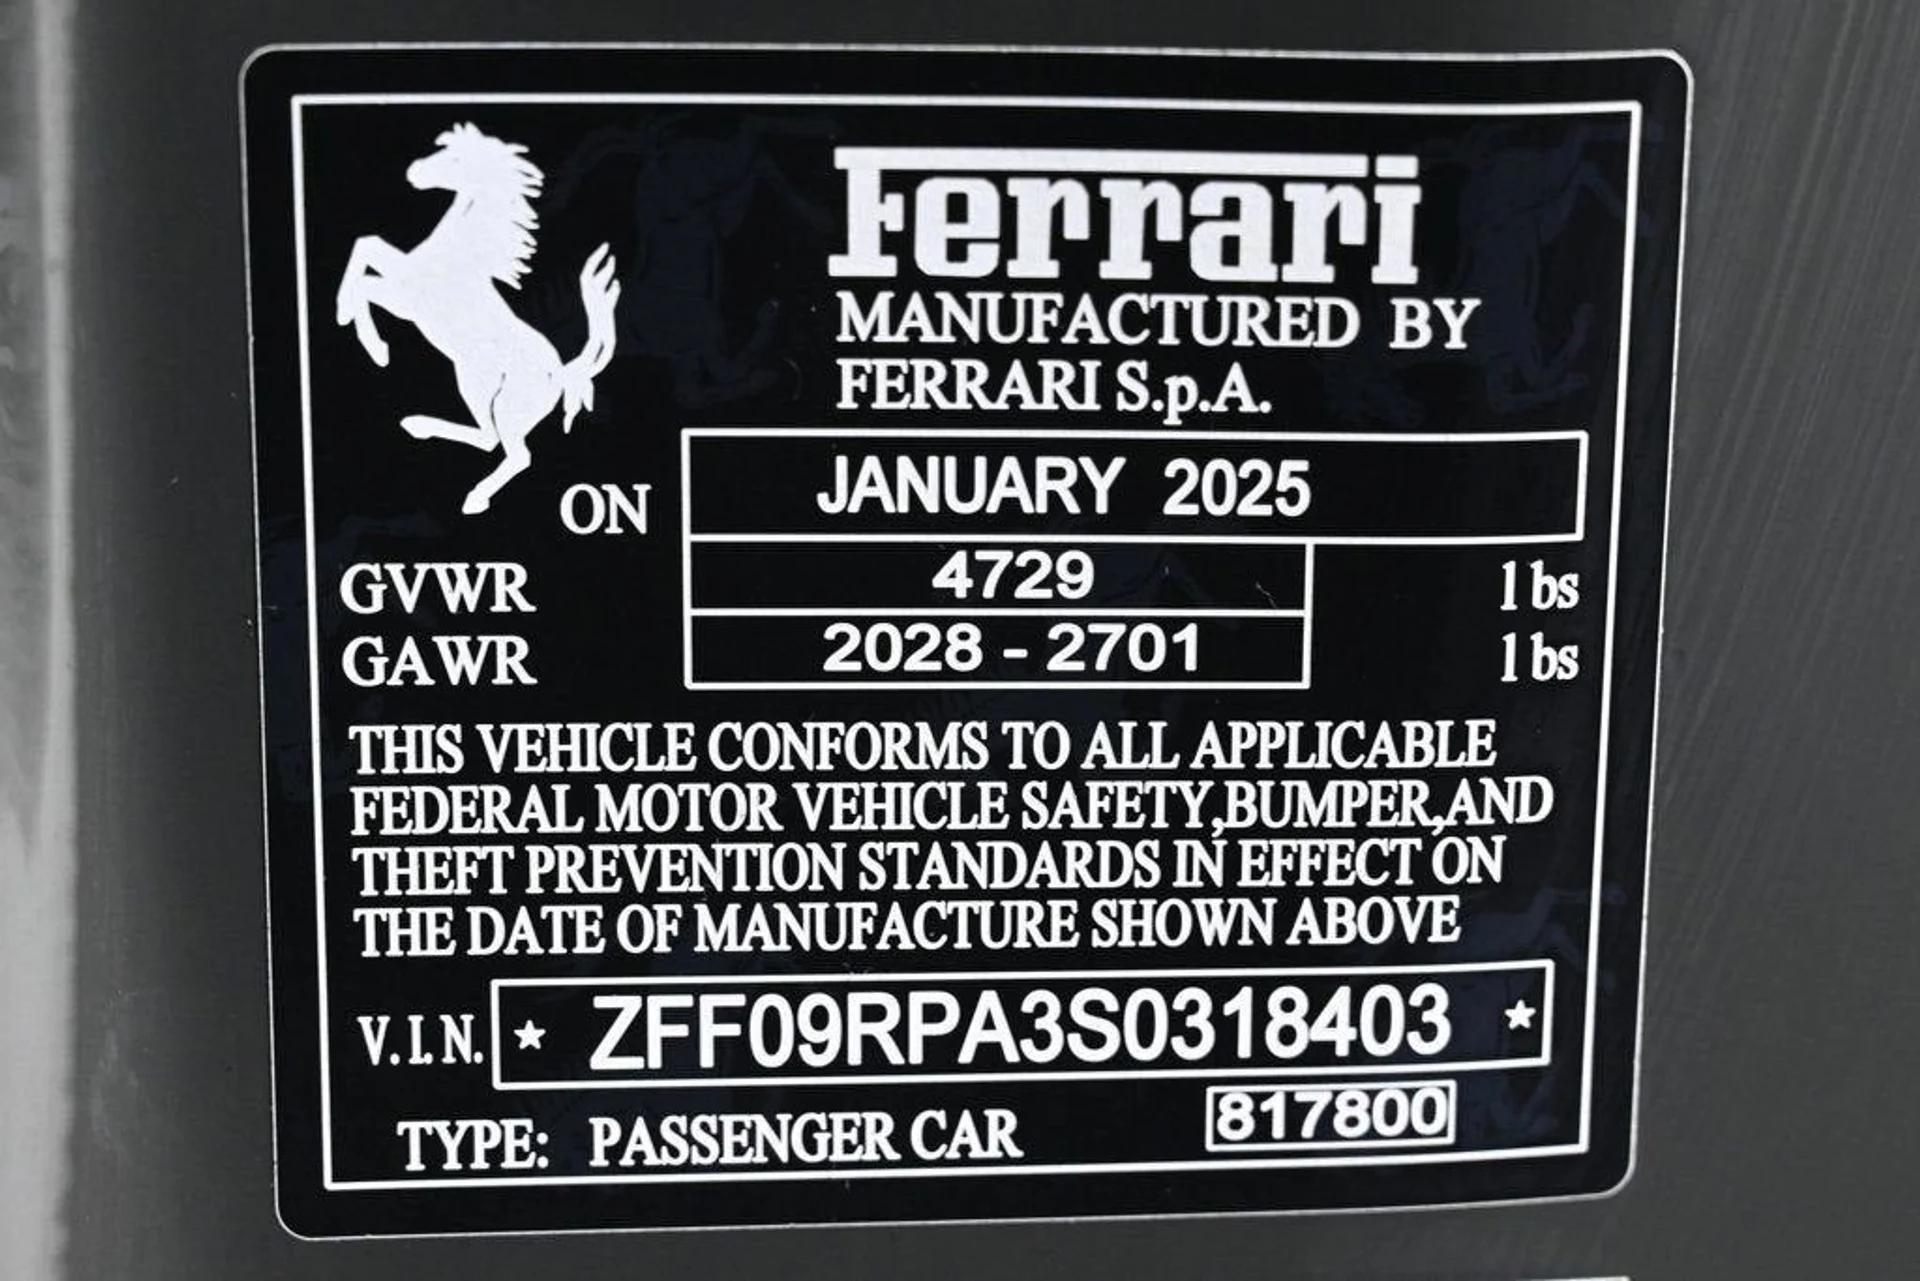 Ferrari
MANUFACTURED BY
FERRARI S.p.A.
ON JANUARY 2025
GVWR 4729 lbs
GAWR 2028 - 2701 lbs
THIS VEHICLE CONFORMS TO ALL APPLICABLE
FEDERAL MOTOR VEHICLE SAFETY,BUMPER,AND
THEFT PREVENTION STANDARDS IN EFFECT ON
THE DATE OF MANUFACTURE SHOWN ABOVE
V.I.N. ★ ZFF09RPA3S0318403 ★
TYPE: PASSENGER CAR 817800